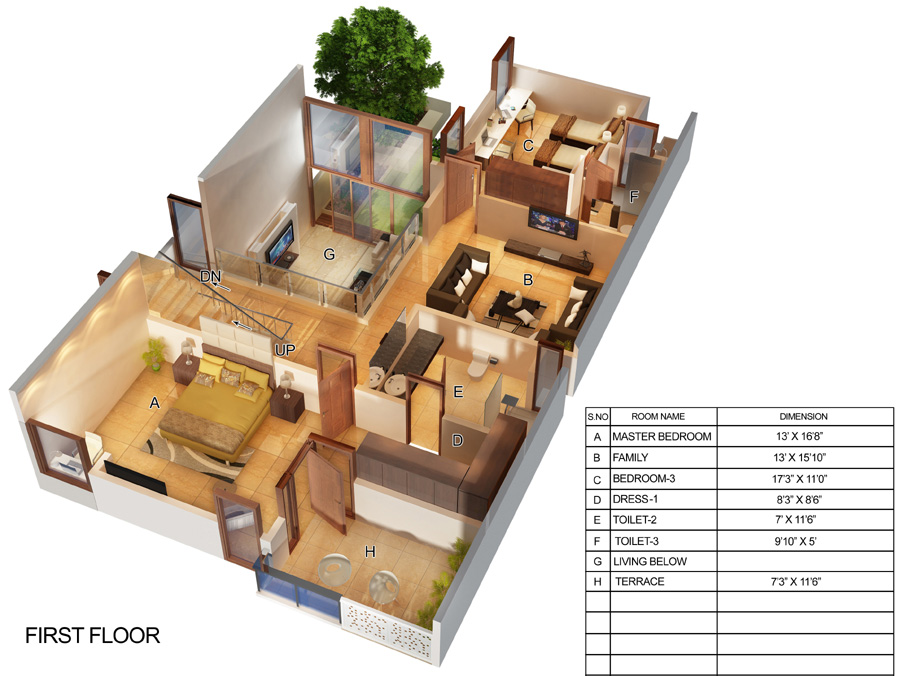 C
F
G
B
DN
UP
A
E
D
H
FIRST FLOOR
S.NO ROOM NAME DIMENSION
A MASTER BEDROOM 13' X 16'8"
B FAMILY 13' X 15'10"
C BEDROOM-3 17'3" X 11'0"
D DRESS-1 8'3" X 8'6"
E TOILET-2 7' X 11'6"
F TOILET-3 9'10" X 5'
G LIVING BELOW
H TERRACE 7'3" X 11'6"